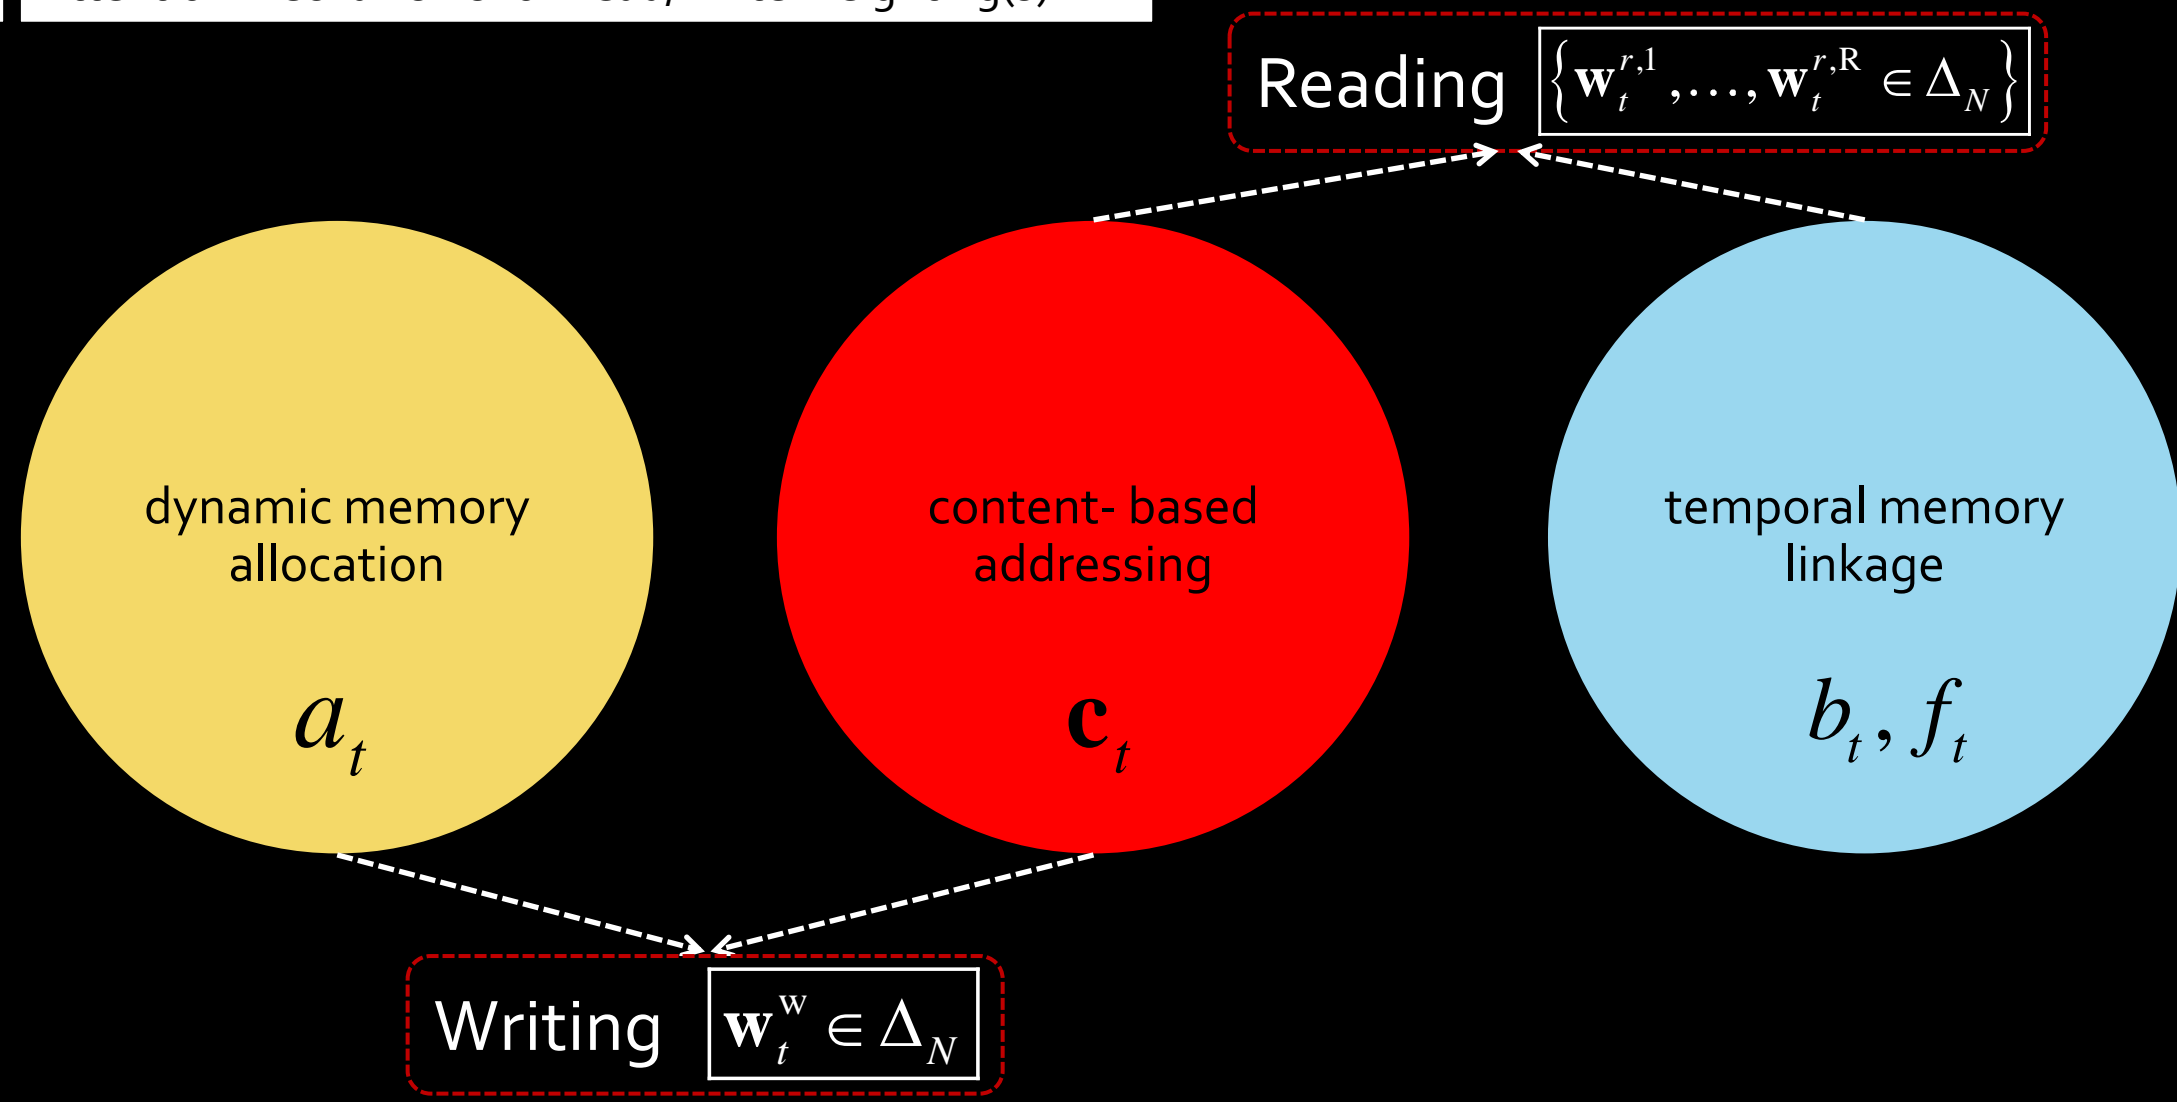 Reading { w_t^{r,1} ,..., w_t^{r,R} ∈ Δ_N }
dynamic memory
allocation
a_t
content- based
addressing
c_t
temporal memory
linkage
b_t , f_t
Writing w_t^w ∈ Δ_N